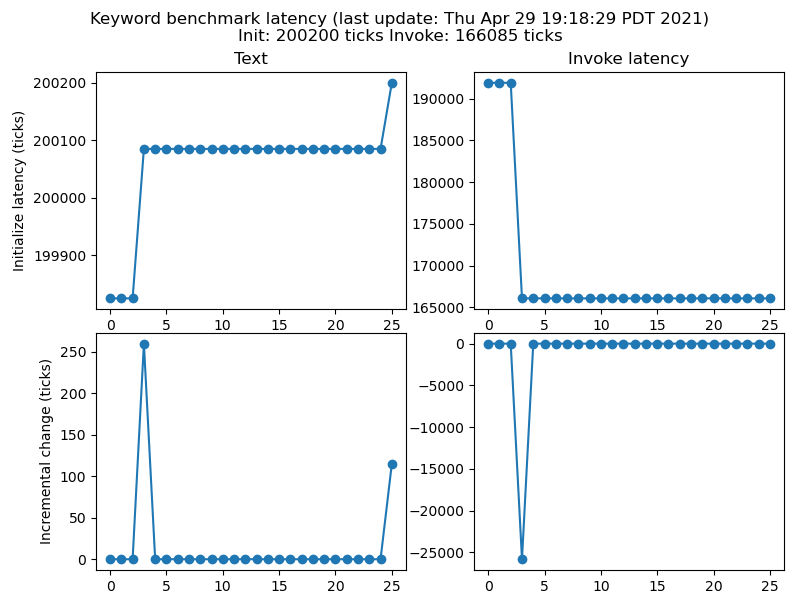 Keyword benchmark latency (last update: Thu Apr 29 19:18:29 PDT 2021)
Init: 200200 ticks Invoke: 166085 ticks
Text
Initialize latency (ticks)
200200
200100
200000
199900
0 5 10 15 20 25
Invoke latency
190000
185000
180000
175000
170000
165000
0 5 10 15 20 25
Incremental change (ticks)
250
200
150
100
50
0
0 5 10 15 20 25
0
−5000
−10000
−15000
−20000
−25000
0 5 10 15 20 25